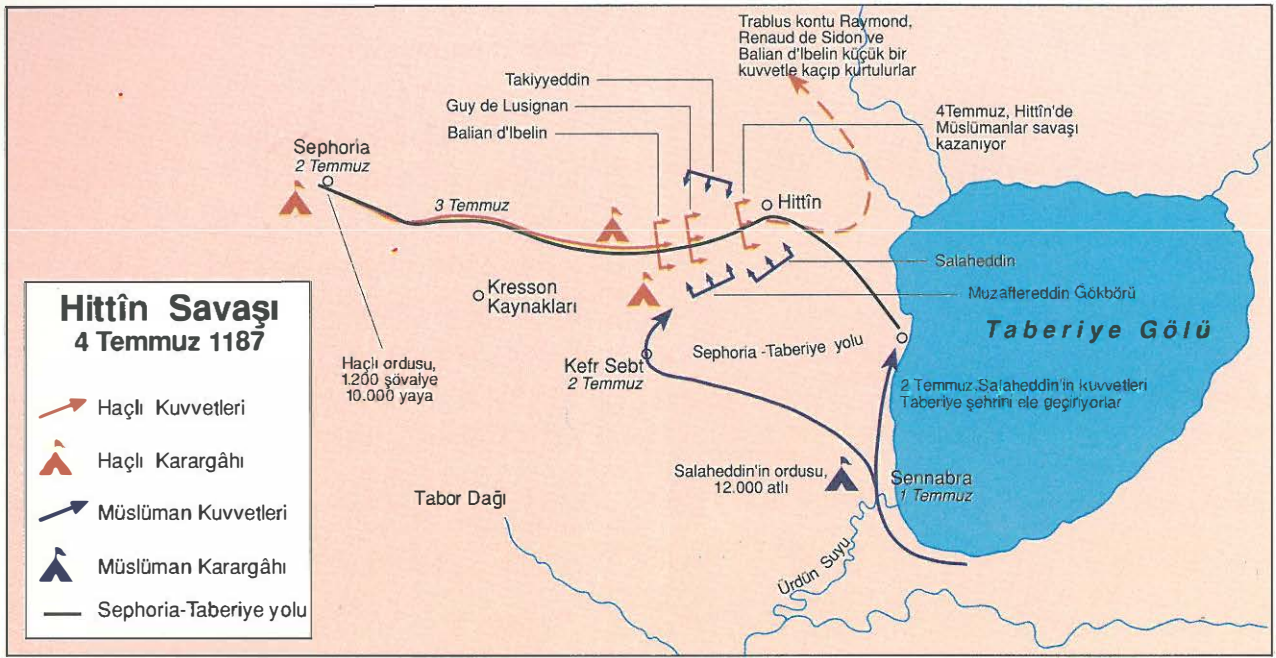 Trablus kontu Raymond,
Renaud de Sidon ve
Balian d'Ibelin küçük bir
kuvvetle kaçıp kurtulurlar
Takiyyeddin
Guy de Lusignan
Balian d'Ibelin
4Temmuz, Hittîn'de
Müslümanlar savaşı
kazanıyor
Sephoria
2 Temmuz
3 Temmuz
Hittîn
Salaheddin
Muzaffereddin Gökbörü
Kresson
Kaynakları
Taberiye Gölü
Sephoria -Taberiye yolu
Kefr Sebt
2 Temmuz
Haçlı ordusu,
1.200 şövalye
10.000 yaya
2 Temmuz.Salaheddin'in kuvvetleri
Taberiye şehrini ele geçiriyorlar
Salaheddin'in ordusu,
12.000 atlı
Sennabra
1 Temmuz
Tabor Dağı
Ürdün Suyu
Hittîn Savaşı
4 Temmuz 1187
Haçlı Kuvvetleri
Haçlı Karargâhı
Müslüman Kuvvetleri
Müslüman Karargâhı
Sephoria-Taberiye yolu